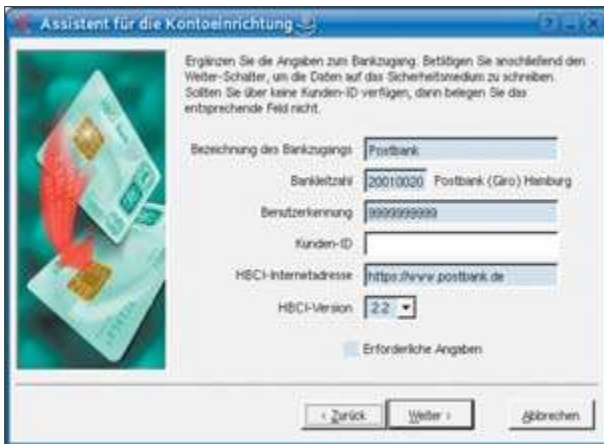 Assistent für die Kontoeinrichtung
Ergänzen Sie die Angaben zum Bankzugang. Betätigen Sie anschließend den
Weiter-Schalter, um die Daten auf das Sicherheitsmedium zu schreiben.
Sollten Sie über keine Kunden-ID verfügen, dann belegen Sie das
entsprechende Feld nicht.
Bezeichnung des Bankzugangs Postbank
Bankleitzahl 20010020 Postbank (Giro) Hamburg
Benutzerkennung 9999999999
Kunden-ID
HBCI-Internetadresse https://www.postbank.de
HBCI-Version 2.2
Erforderliche Angaben
< Zurück Weiter > Abbrechen